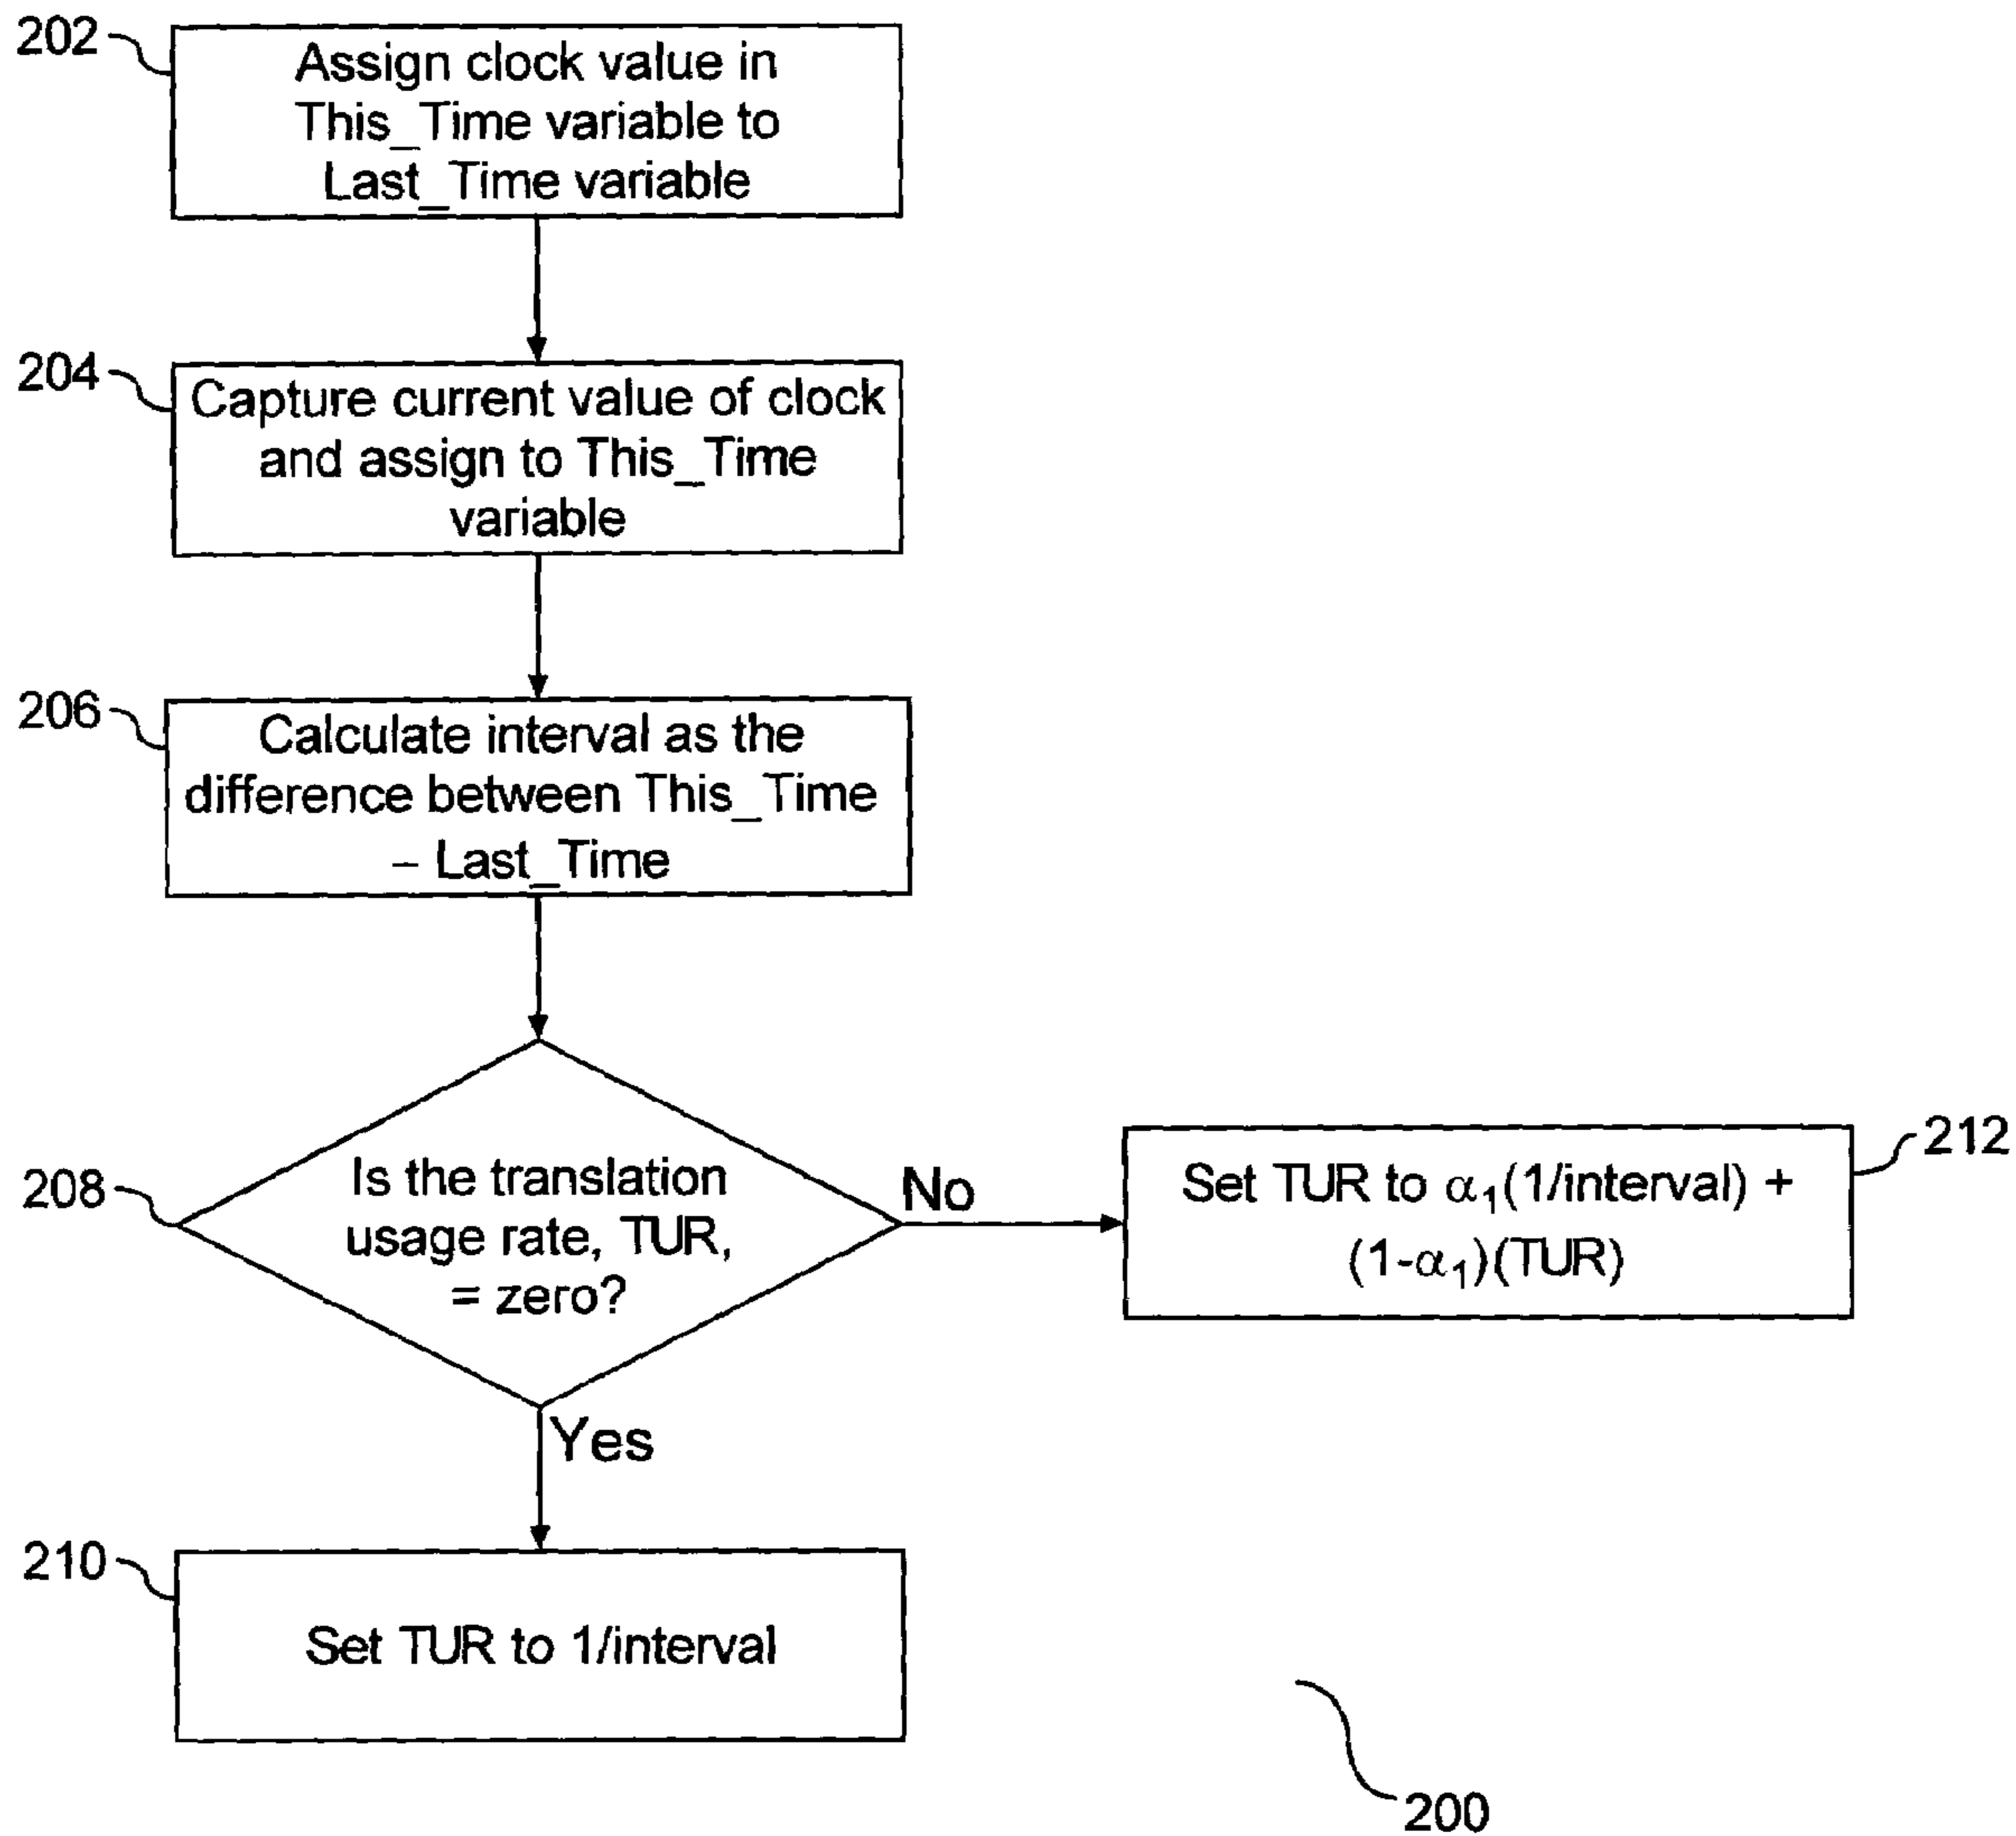 202
Assign clock value in
This_Time variable to
Last_Time variable
204
Capture current value of clock
and assign to This_Time
variable
206
Calculate interval as the
difference between This_Time
– Last_Time
208
Is the translation
usage rate, TUR,
= zero?
No
212
Set TUR to α₁(1/interval) +
(1-α₁)(TUR)
Yes
210
Set TUR to 1/interval
200